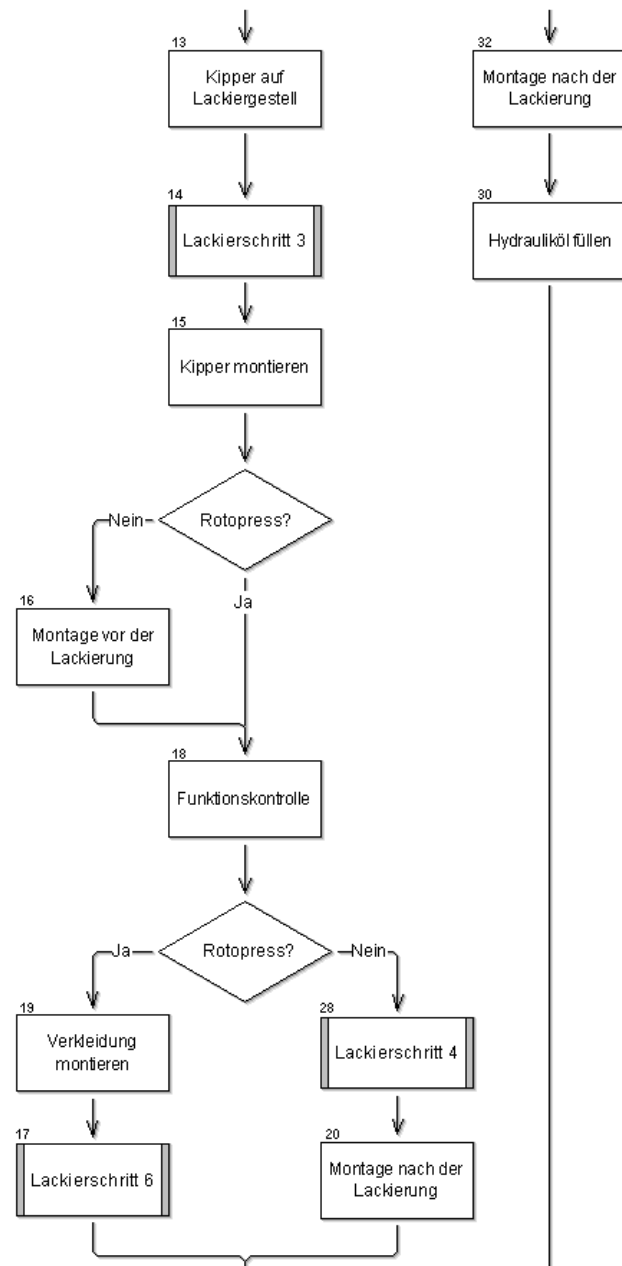 13
Kipper auf
Lackiergestell
14
Lackierschritt 3
15
Kipper montieren
Rotopress?
Nein
Ja
16
Montage vor der
Lackierung
18
Funktionskontrolle
Rotopress?
Ja
Nein
19
Verkleidung
montieren
28
Lackierschritt 4
17
Lackierschritt 6
20
Montage nach der
Lackierung
32
Montage nach der
Lackierung
30
Hydrauliköl füllen